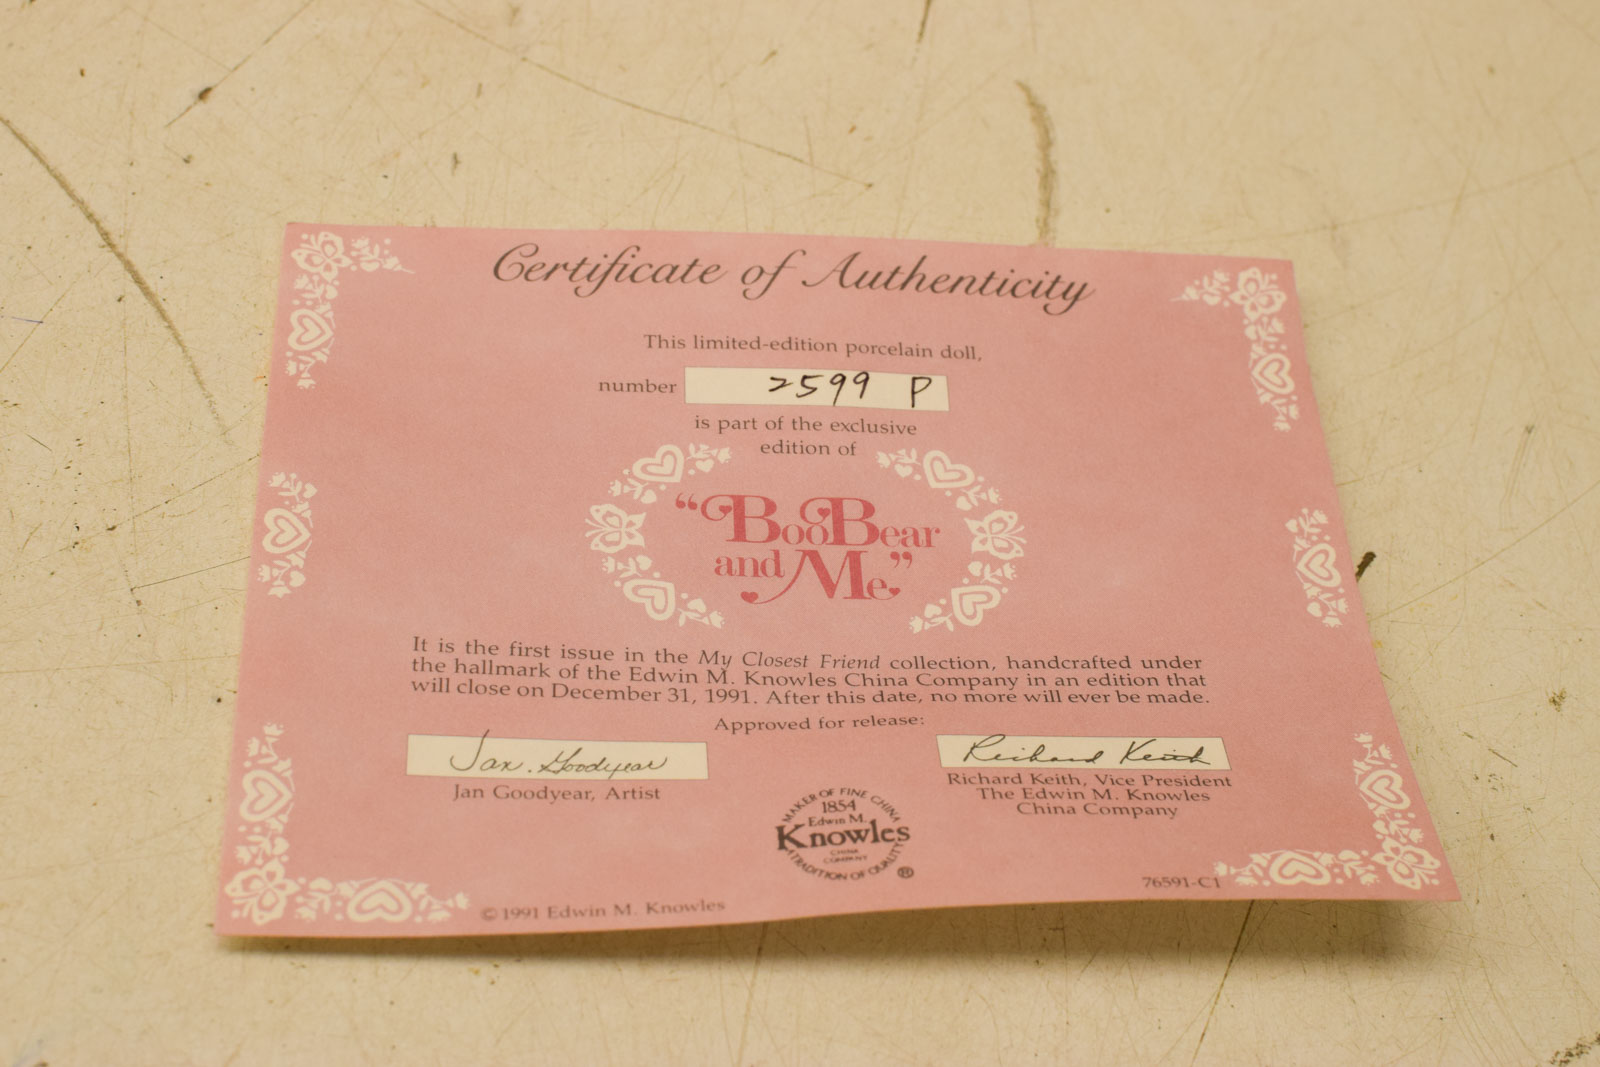 Certificate of Authenticity
This limited-edition porcelain doll,
number 2599 P
is part of the exclusive
edition of
“BooBear
and Me”
It is the first issue in the My Closest Friend collection, handcrafted under
the hallmark of the Edwin M. Knowles China Company in an edition that
will close on December 31, 1991. After this date, no more will ever be made.
Approved for release:
Jan Goodyear
Jan Goodyear, Artist
Richard Keith
Richard Keith, Vice President
The Edwin M. Knowles
China Company
MAKER OF FINE CHINA
1854
Edwin M.
Knowles
CHINA
COMPANY
TRADITION OF QUALITY
®
76591-C1
© 1991 Edwin M. Knowles